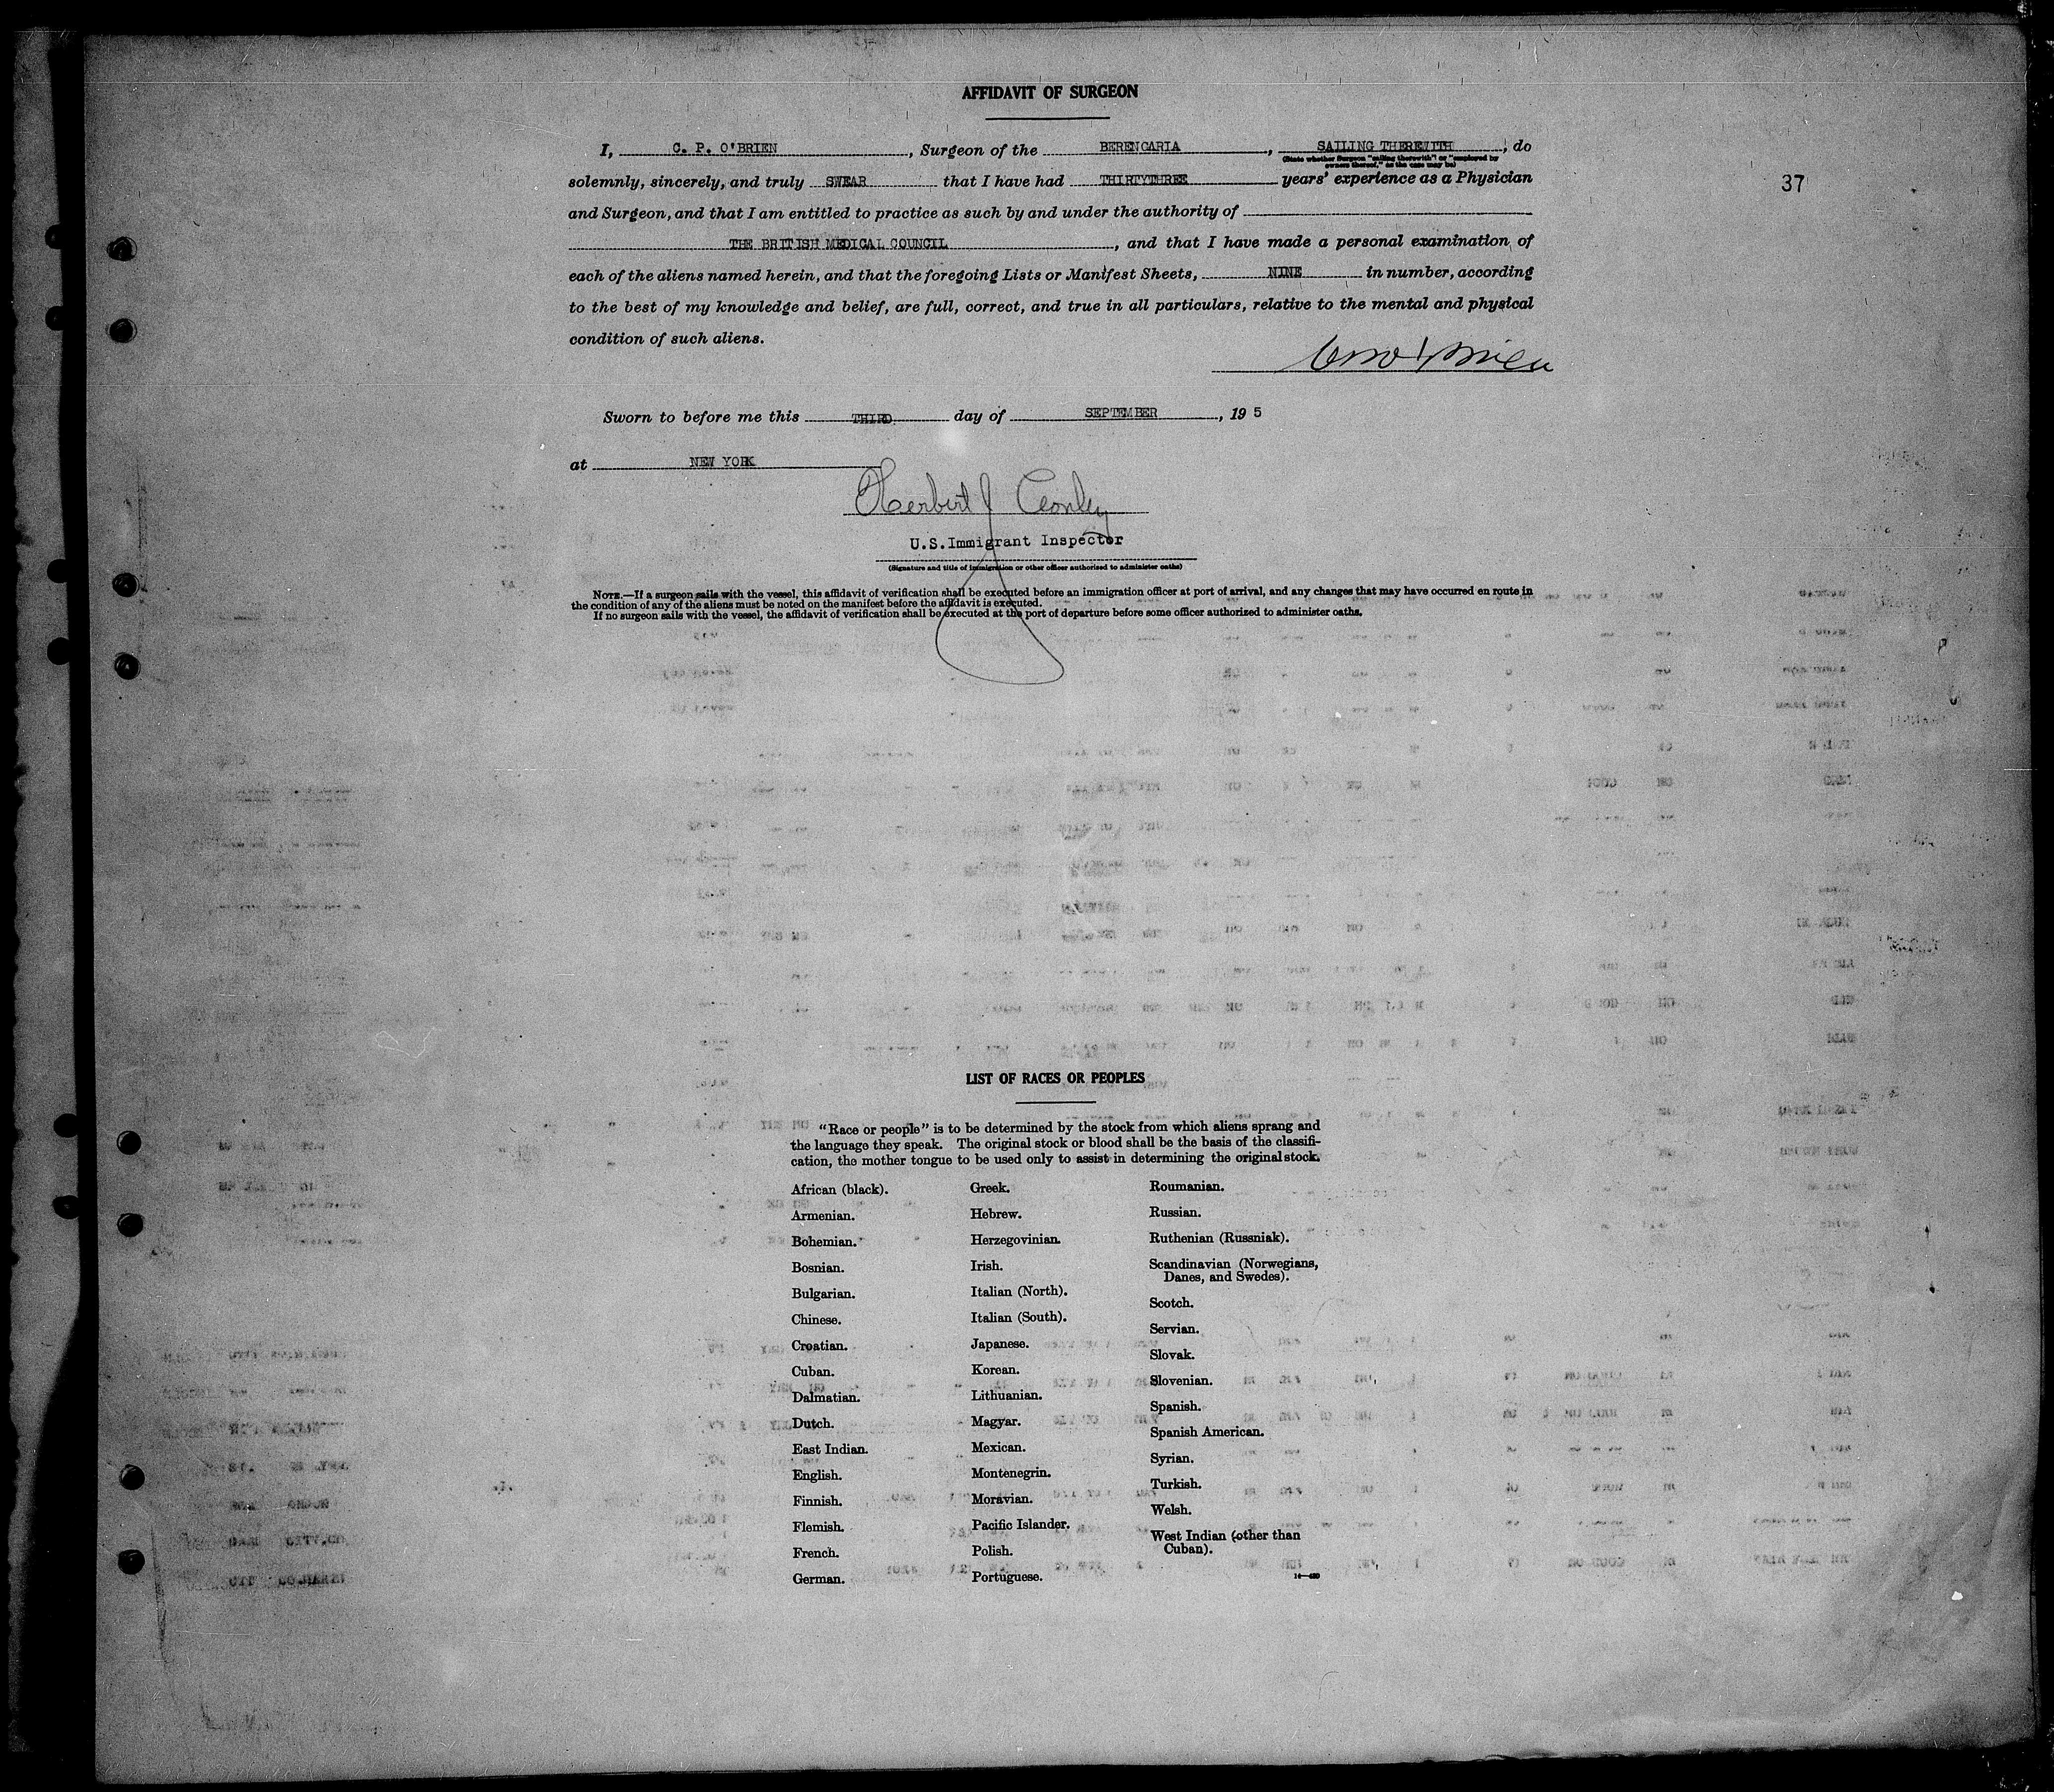 AFFIDAVIT OF SURGEON
I, C. P. O'BRIEN, Surgeon of the BERENGARIA, SAILING THEREWITH, do
(State whether Surgeon "sailing therewith" or "employed by
owners thereof," as the case may be)
solemnly, sincerely, and truly SWEAR that I have had THIRTYTHREE years' experience as a Physician
37
and Surgeon, and that I am entitled to practice as such by and under the authority of
THE BRITISH MEDICAL COUNCIL, and that I have made a personal examination of
each of the aliens named herein, and that the foregoing Lists or Manifest Sheets, NINE in number, according
to the best of my knowledge and belief, are full, correct, and true in all particulars, relative to the mental and physical
condition of such aliens.
Sworn to before me this THIRD day of SEPTEMBER, 19 5
at NEW YORK
Herbert J
U.S.Immigrant Inspector
(Signature and title of immigration or other officer authorized to administer oaths)
NOTE.—If a surgeon sails with the vessel, this affidavit of verification shall be executed before an immigration officer at port of arrival, and any changes that may have occurred en route in
the condition of any of the aliens must be noted on the manifest before the affidavit is executed.
If no surgeon sails with the vessel, the affidavit of verification shall be executed at the port of departure before some officer authorized to administer oaths.
LIST OF RACES OR PEOPLES
"Race or people" is to be determined by the stock from which aliens sprang and
the language they speak. The original stock or blood shall be the basis of the classifi-
cation, the mother tongue to be used only to assist in determining the original stock.
African (black).
Armenian.
Bohemian.
Bosnian.
Bulgarian.
Chinese.
Croatian.
Cuban.
Dalmatian.
Dutch.
East Indian.
English.
Finnish.
Flemish.
French.
German.
Greek.
Hebrew.
Herzegovinian.
Irish.
Italian (North).
Italian (South).
Japanese.
Korean.
Lithuanian.
Magyar.
Mexican.
Montenegrin.
Moravian.
Pacific Islander.
Polish.
Portuguese.
Roumanian.
Russian.
Ruthenian (Russniak).
Scandinavian (Norwegians,
Danes, and Swedes).
Scotch.
Servian.
Slovak.
Slovenian.
Spanish.
Spanish American.
Syrian.
Turkish.
Welsh.
West Indian (other than
Cuban).